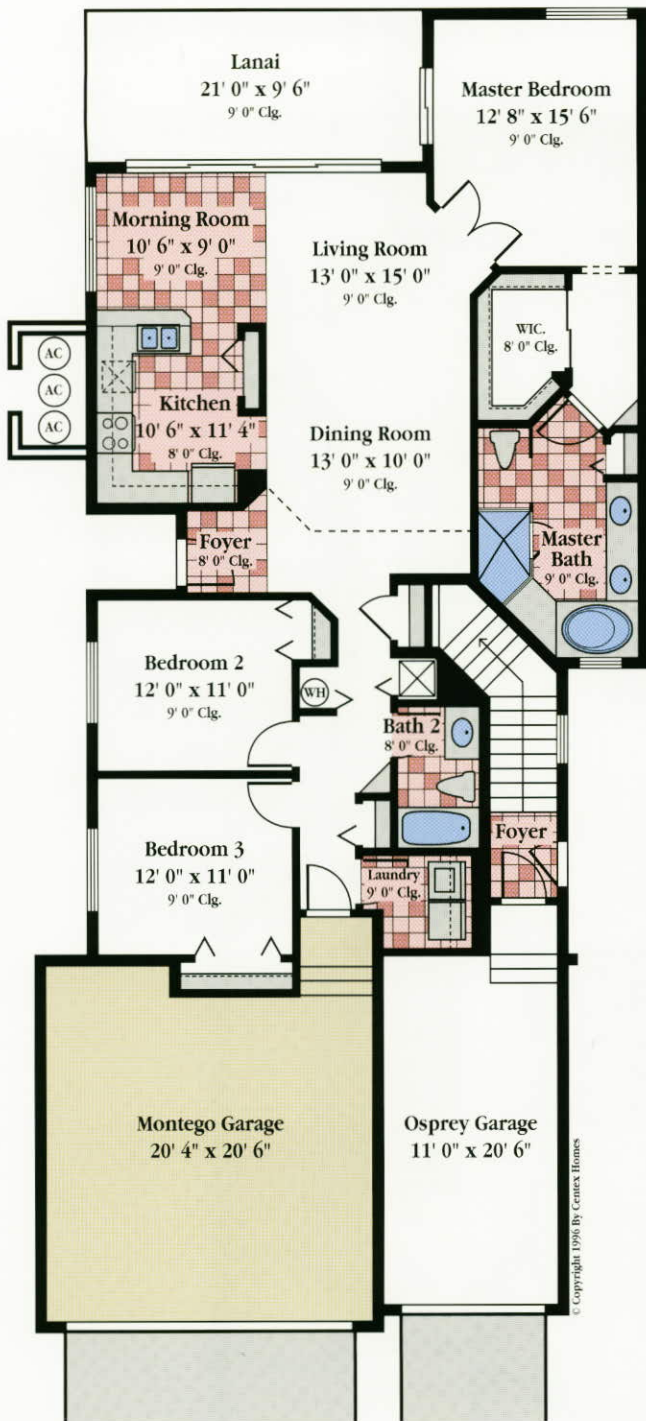 Lanai
21' 0" x 9' 6"
9' 0" Clg.
Master Bedroom
12' 8" x 15' 6"
9' 0" Clg.
Morning Room
10' 6" x 9' 0"
9' 0" Clg.
Living Room
13' 0" x 15' 0"
9' 0" Clg.
WIC.
8' 0" Clg.
AC
AC
AC
Kitchen
10' 6" x 11' 4"
8' 0" Clg.
Dining Room
13' 0" x 10' 0"
9' 0" Clg.
Foyer
8' 0" Clg.
Master
Bath
9' 0" Clg.
Bedroom 2
12' 0" x 11' 0"
9' 0" Clg.
WH
Bath 2
8' 0" Clg.
Foyer
Bedroom 3
12' 0" x 11' 0"
9' 0" Clg.
Laundry
9' 0" Clg.
Montego Garage
20' 4" x 20' 6"
Osprey Garage
11' 0" x 20' 6"
© Copyright 1996 By Centex Homes